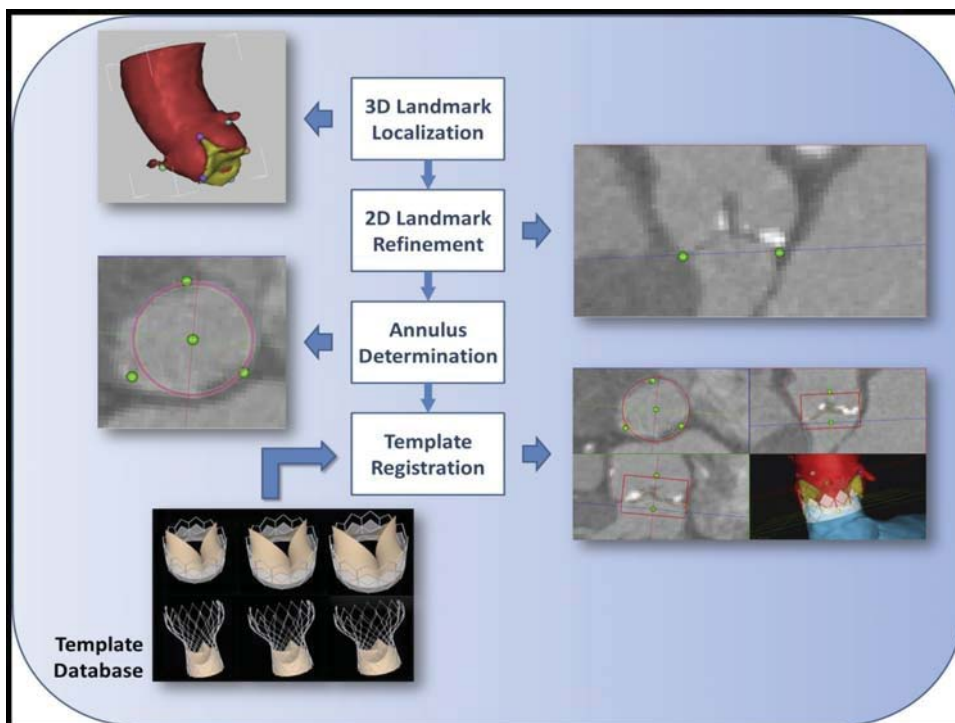 3D Landmark
Localization
2D Landmark
Refinement
Annulus
Determination
Template
Registration
Template
Database